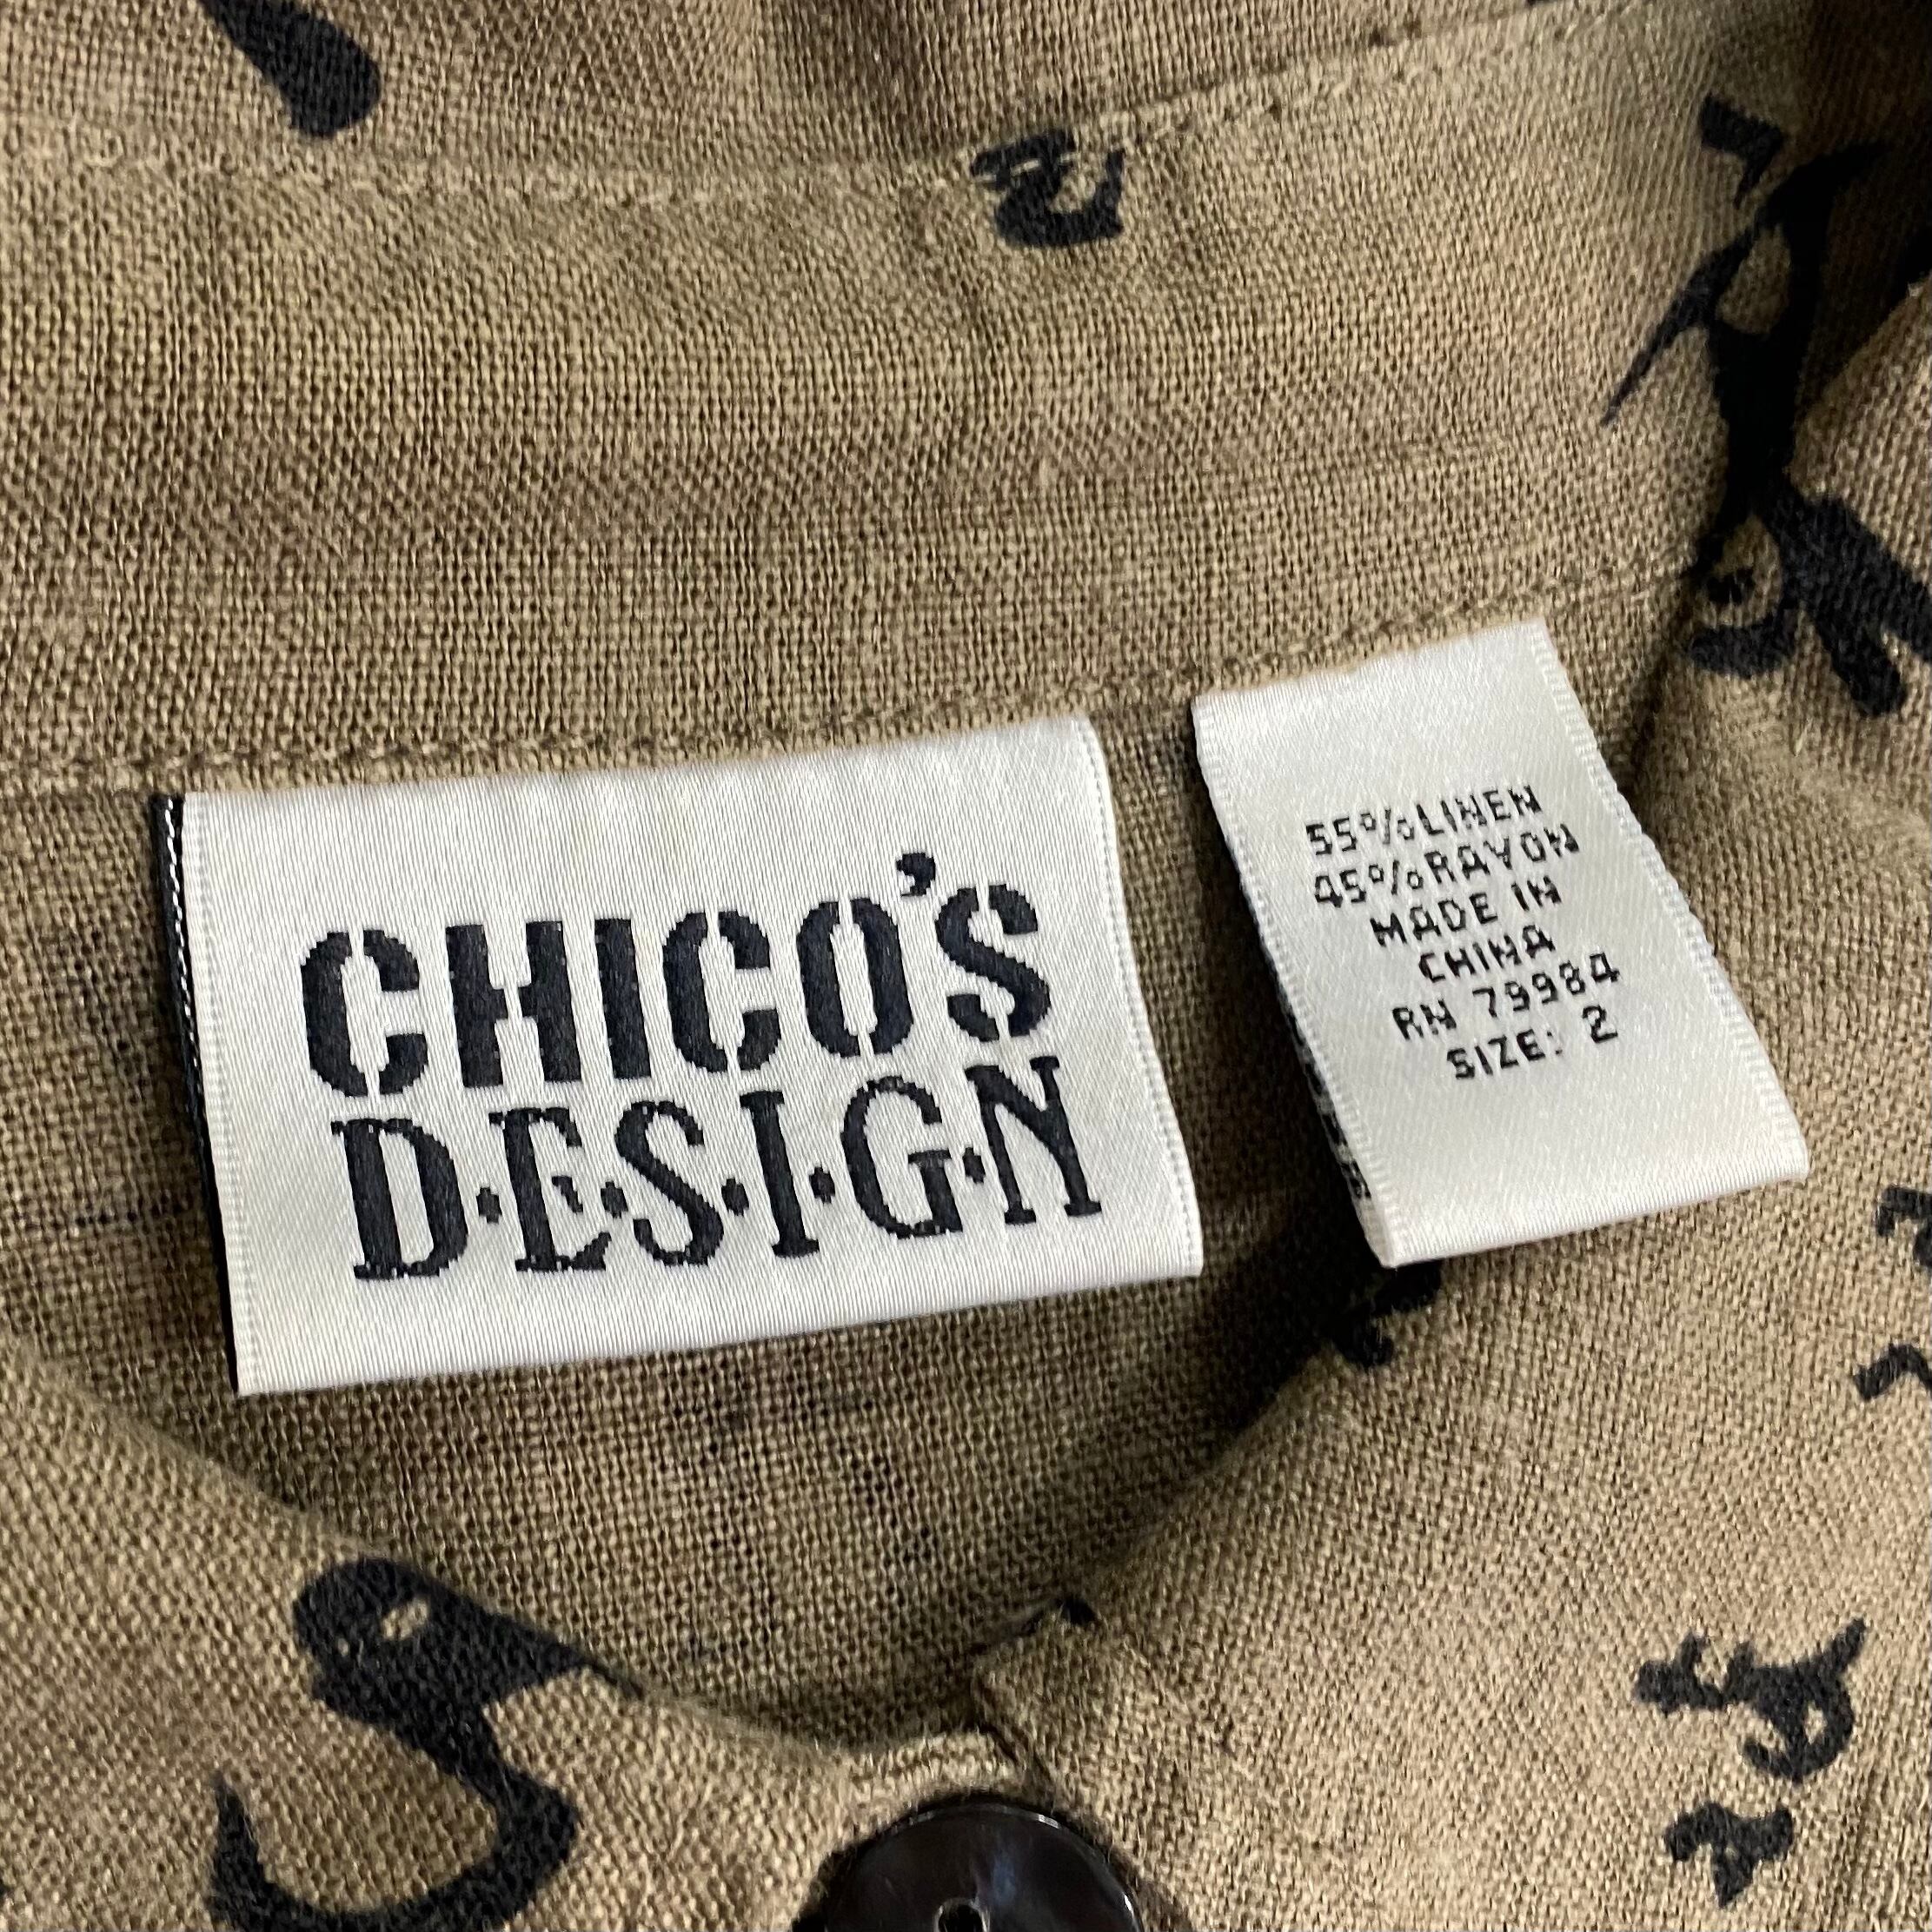 CHICO'S
D·E·S·I·G·N
55%LINEN
45%RAYON
MADE IN
CHINA
RN 79984
SIZE: 2